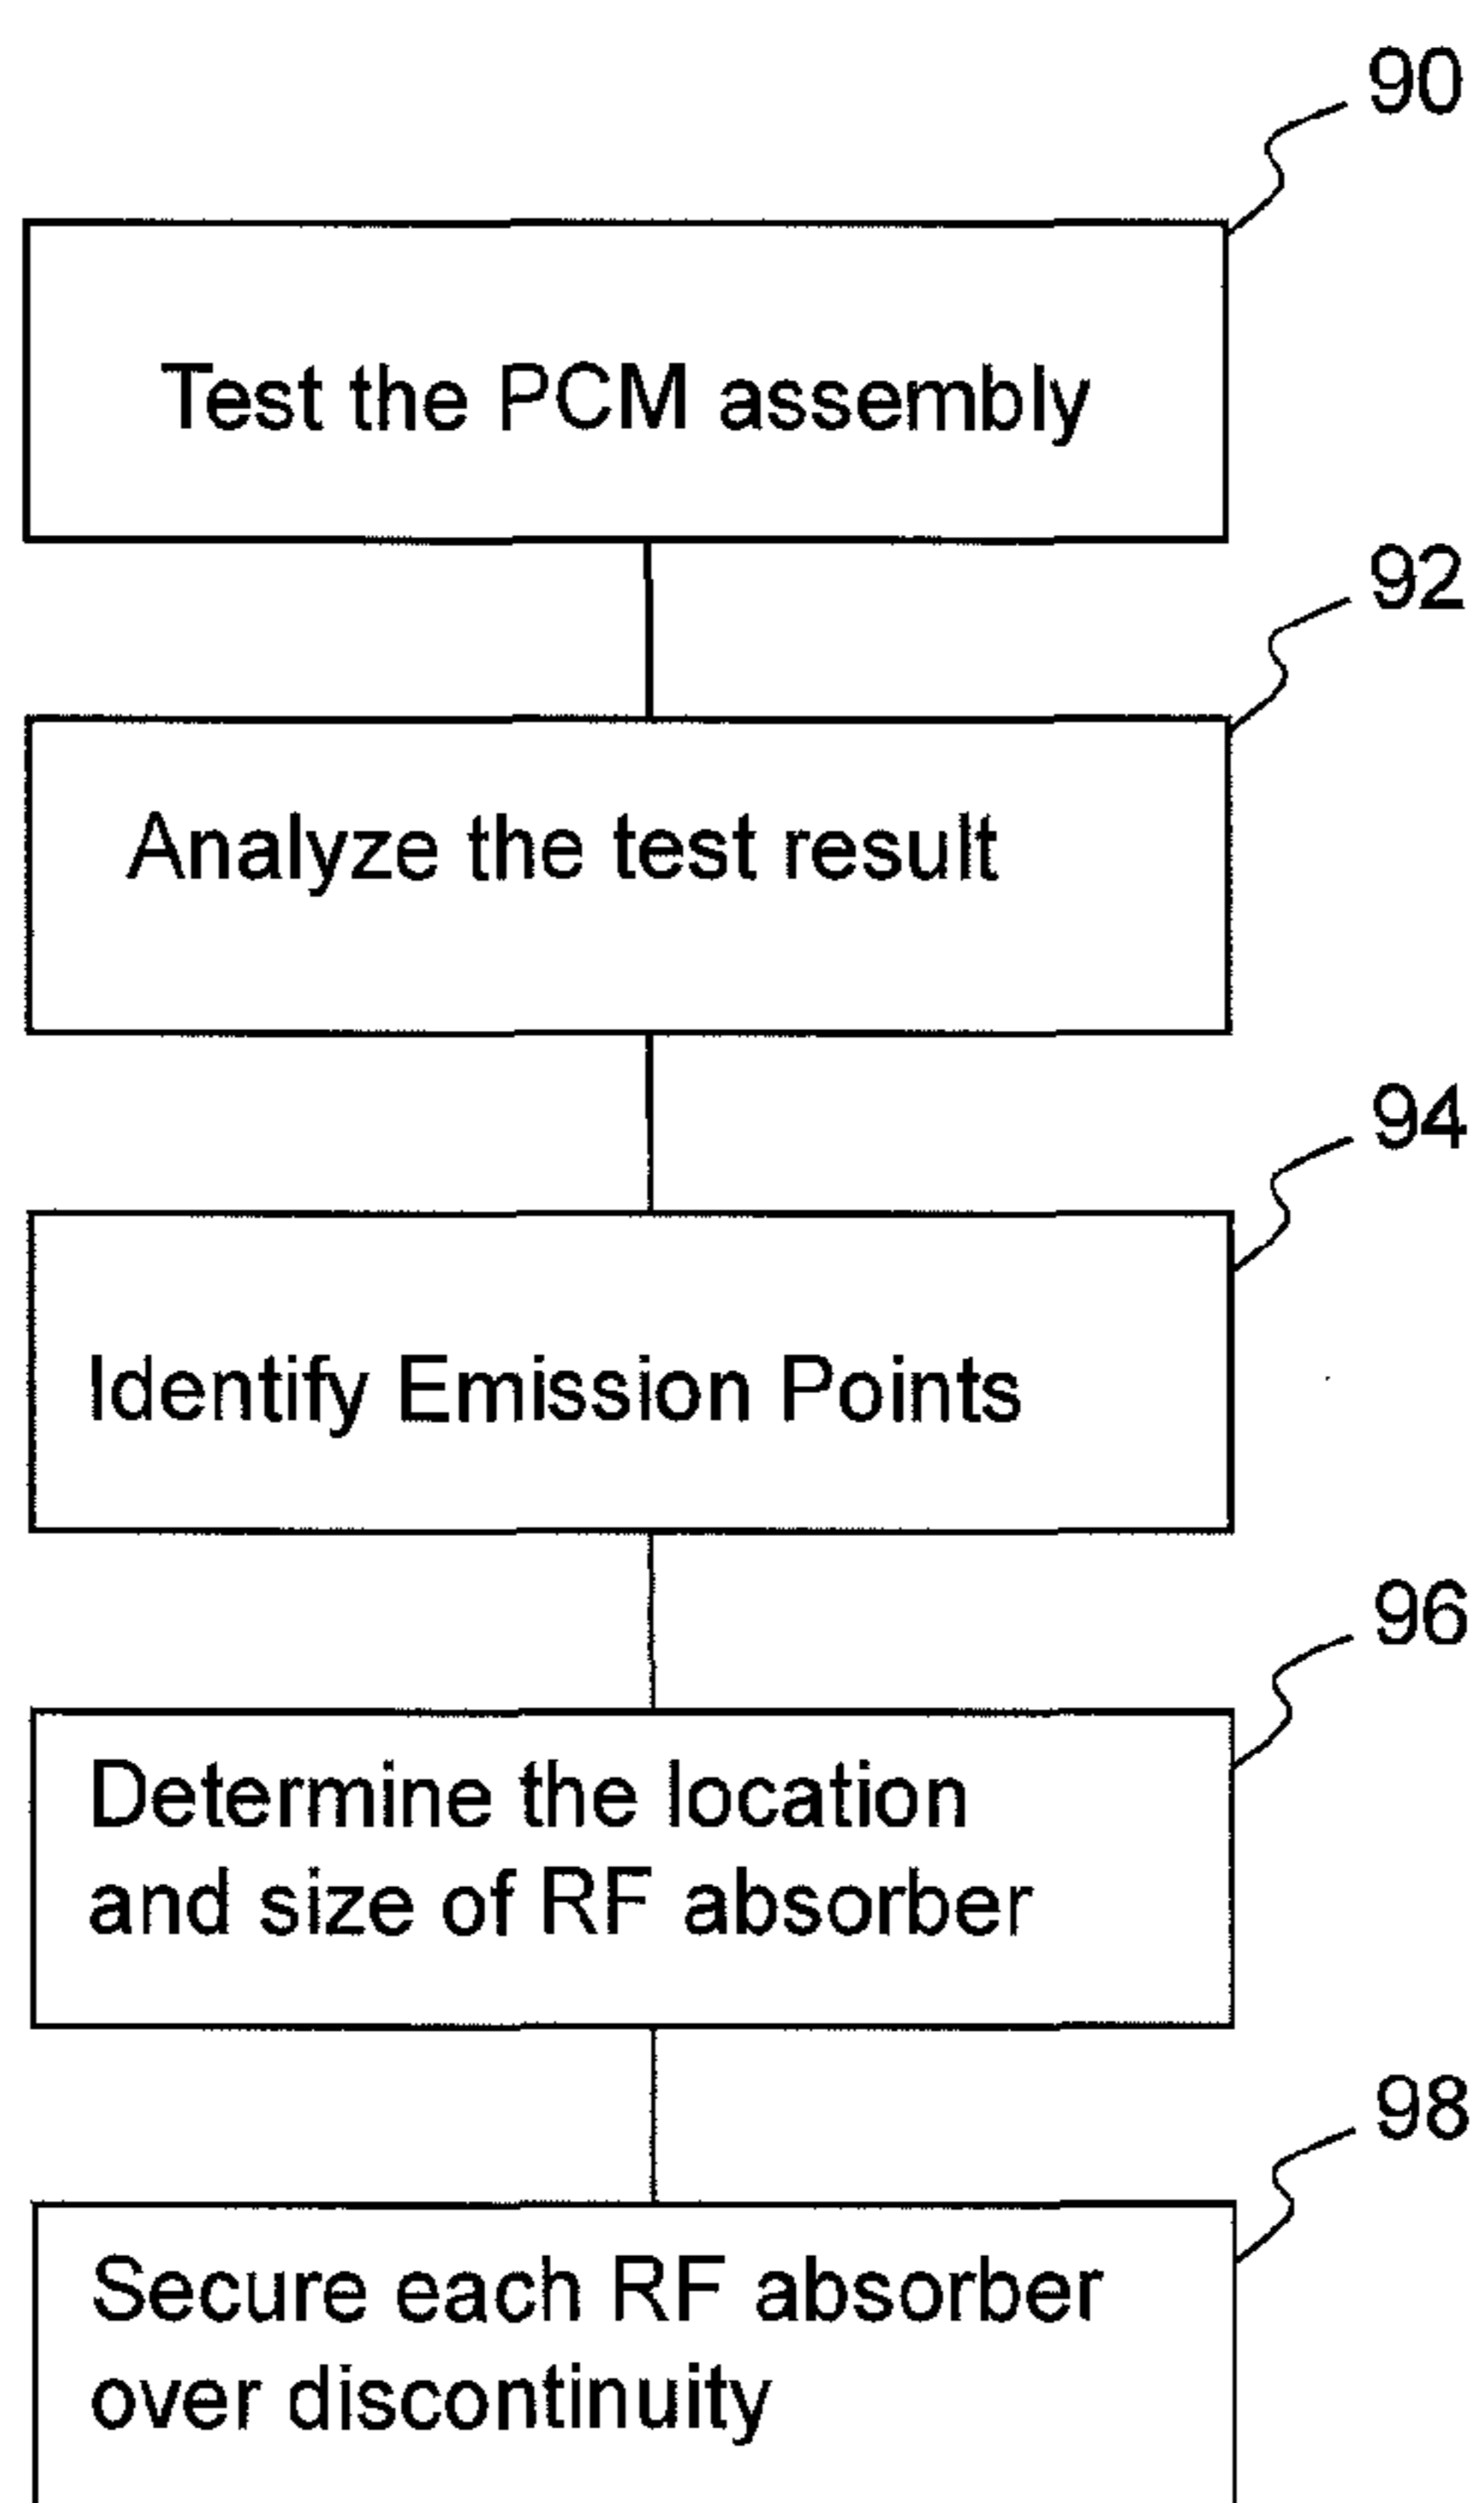 90
Test the PCM assembly
92
Analyze the test result
94
Identify Emission Points
96
Determine the location
and size of RF absorber
98
Secure each RF absorber
over discontinuity